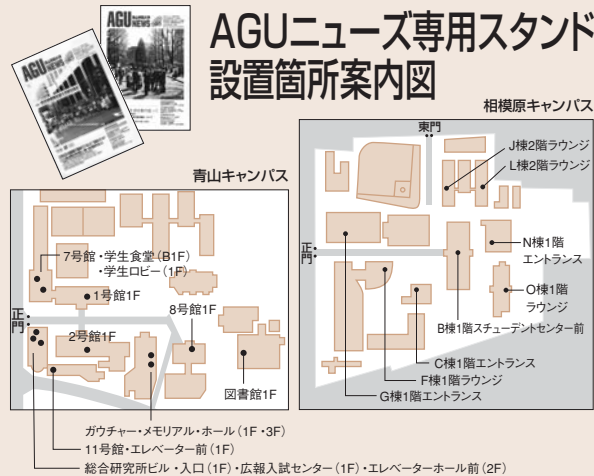 AGU NEWS
AGU NEWS
AGUニューズ専用スタンド
設置箇所案内図
相模原キャンパス
東門
J棟2階ラウンジ
L棟2階ラウンジ
正門
N棟1階
エントランス
O棟1階
ラウンジ
B棟1階スチューデントセンター前
C棟1階エントランス
F棟1階ラウンジ
G棟1階エントランス
青山キャンパス
7号館・学生食堂(B1F)
・学生ロビー(1F)
1号館1F
8号館1F
正門
2号館1F
図書館1F
ガウチャー・メモリアル・ホール(1F・3F)
11号館・エレベーター前(1F)
総合研究所ビル・入口(1F)・広報入試センター(1F)・エレベーターホール前(2F)